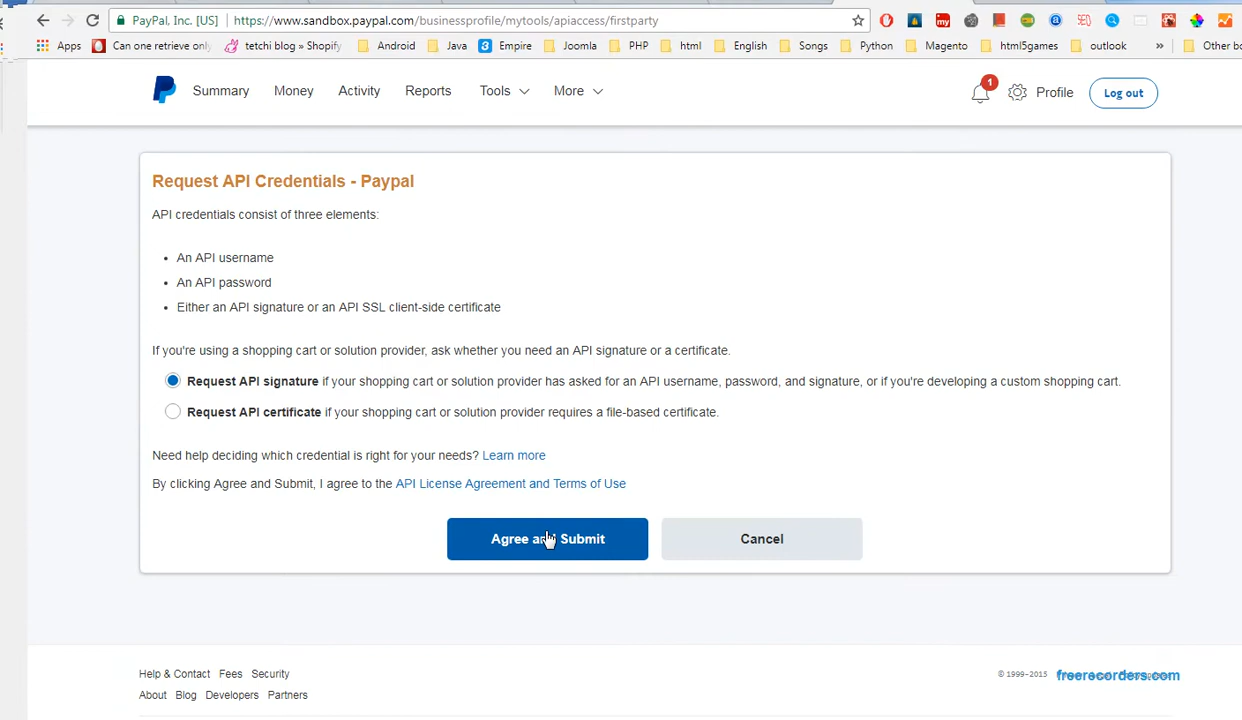 PayPal, Inc. [US] https://www.sandbox.paypal.com/businessprofile/mytools/apiaccess/firstparty
Apps Can one retrieve only tetchi blog » Shopify Android Java Empire Joomla PHP html English Songs Python Magento html5games outlook » Other bo
Summary Money Activity Reports Tools More 1 Profile Log out
Request API Credentials - Paypal
API credentials consist of three elements:
• An API username
• An API password
• Either an API signature or an API SSL client-side certificate
If you're using a shopping cart or solution provider, ask whether you need an API signature or a certificate.
Request API signature if your shopping cart or solution provider has asked for an API username, password, and signature, or if you're developing a custom shopping cart.
Request API certificate if your shopping cart or solution provider requires a file-based certificate.
Need help deciding which credential is right for your needs? Learn more
By clicking Agree and Submit, I agree to the API License Agreement and Terms of Use
Agree and Submit Cancel
Help & Contact Fees Security © 1999-2015 freerecorders.com
About Blog Developers Partners